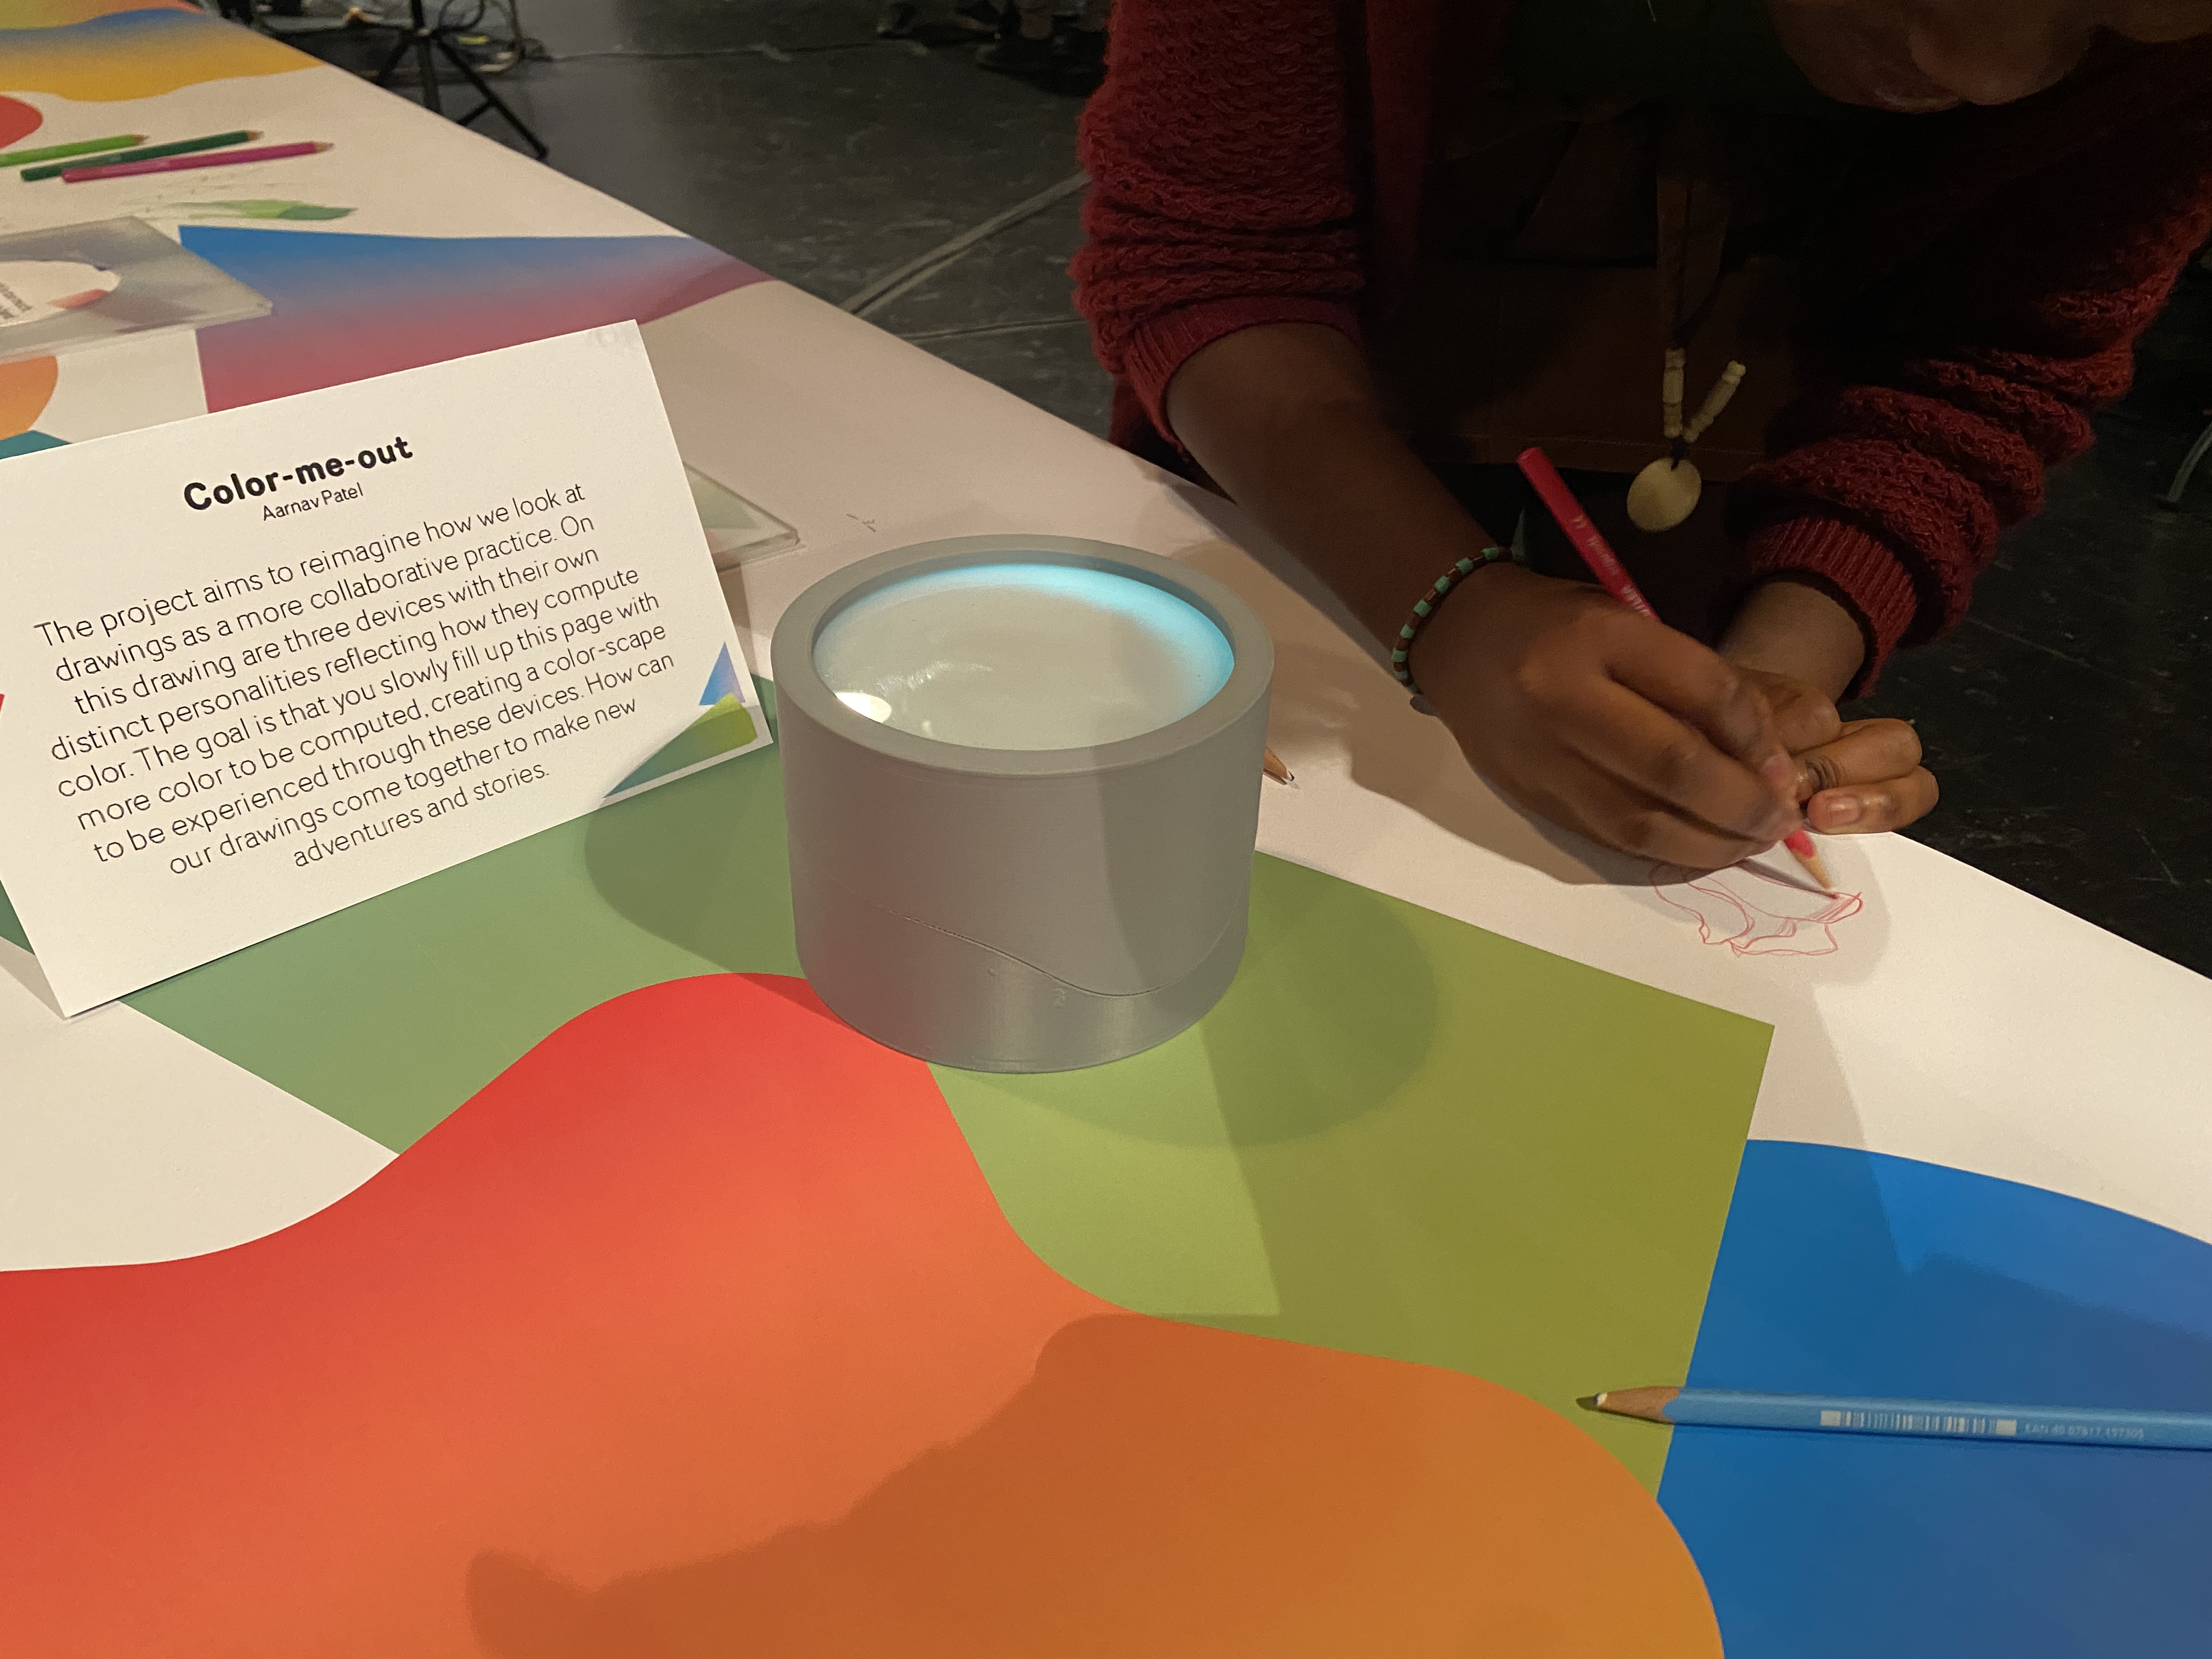 Color-me-out
Aarnav Patel
The project aims to reimagine how we look at
drawings as a more collaborative practice. On
this drawing are three devices with their own
distinct personalities reflecting how they compute
color. The goal is that you slowly fill up this page with
more color to be computed, creating a color-scape
to be experienced through these devices. How can
our drawings come together to make new
adventures and stories.